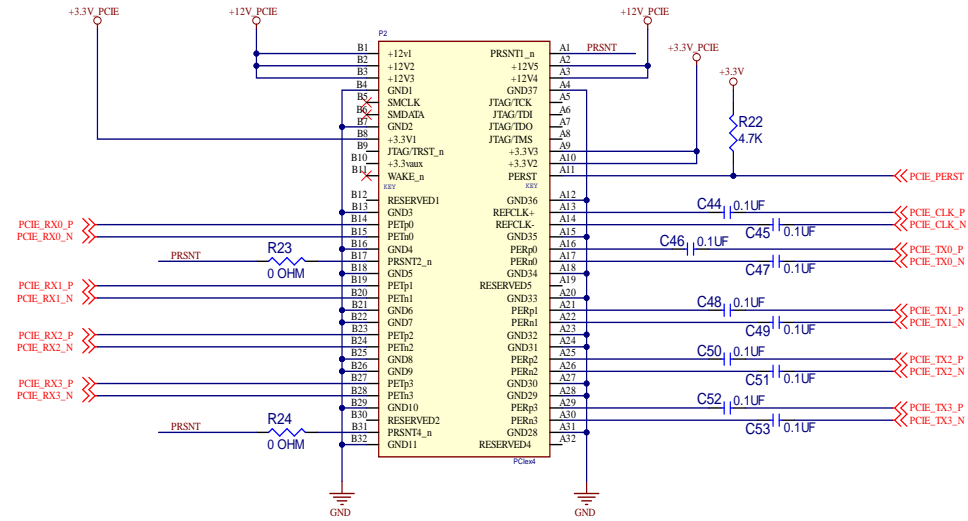 +3.3V_PCIE
+12V_PCIE
+12V_PCIE
+3.3V_PCIE
+3.3V
P2
B1 +12v1 PRSNT1_n A1 PRSNT
B2 +12V2 +12V5 A2
B3 +12V3 +12V4 A3
B4 GND1 GND37 A4
B5 SMCLK JTAG/TCK A5
B6 SMDATA JTAG/TDI A6
B7 GND2 JTAG/TDO A7
B8 +3.3V1 JTAG/TMS A8
B9 JTAG/TRST_n +3.3V3 A9
B10 +3.3vaux +3.3V2 A10
B11 WAKE_n PERST A11 PCIE_PERST
R22
4.7K
KEY KEY
B12 RESERVED1 GND36 A12
B13 GND3 REFCLK+ A13 C44 0.1UF PCIE_CLK_P
PCIE_RX0_P B14 PETp0 REFCLK- A14 C45 0.1UF PCIE_CLK_N
PCIE_RX0_N B15 PETn0 GND35 A15
B16 GND4 PERp0 A16 C46 0.1UF PCIE_TX0_P
PRSNT R23 0 OHM B17 PRSNT2_n PERn0 A17 C47 0.1UF PCIE_TX0_N
B18 GND5 GND34 A18
PCIE_RX1_P B19 PETp1 RESERVED5 A19
PCIE_RX1_N B20 PETn1 GND33 A20
B21 GND6 PERp1 A21 C48 0.1UF PCIE_TX1_P
B22 GND7 PERn1 A22 C49 0.1UF PCIE_TX1_N
PCIE_RX2_P B23 PETp2 GND32 A23
PCIE_RX2_N B24 PETn2 GND31 A24
B25 GND8 PERp2 A25 C50 0.1UF PCIE_TX2_P
B26 GND9 PERn2 A26 C51 0.1UF PCIE_TX2_N
PCIE_RX3_P B27 PETp3 GND30 A27
PCIE_RX3_N B28 PETn3 GND29 A28
B29 GND10 PERp3 A29 C52 0.1UF PCIE_TX3_P
B30 RESERVED2 PERn3 A30 C53 0.1UF PCIE_TX3_N
PRSNT R24 0 OHM B31 PRSNT4_n GND28 A31
B32 GND11 RESERVED4 A32
PCIex4
GND
GND